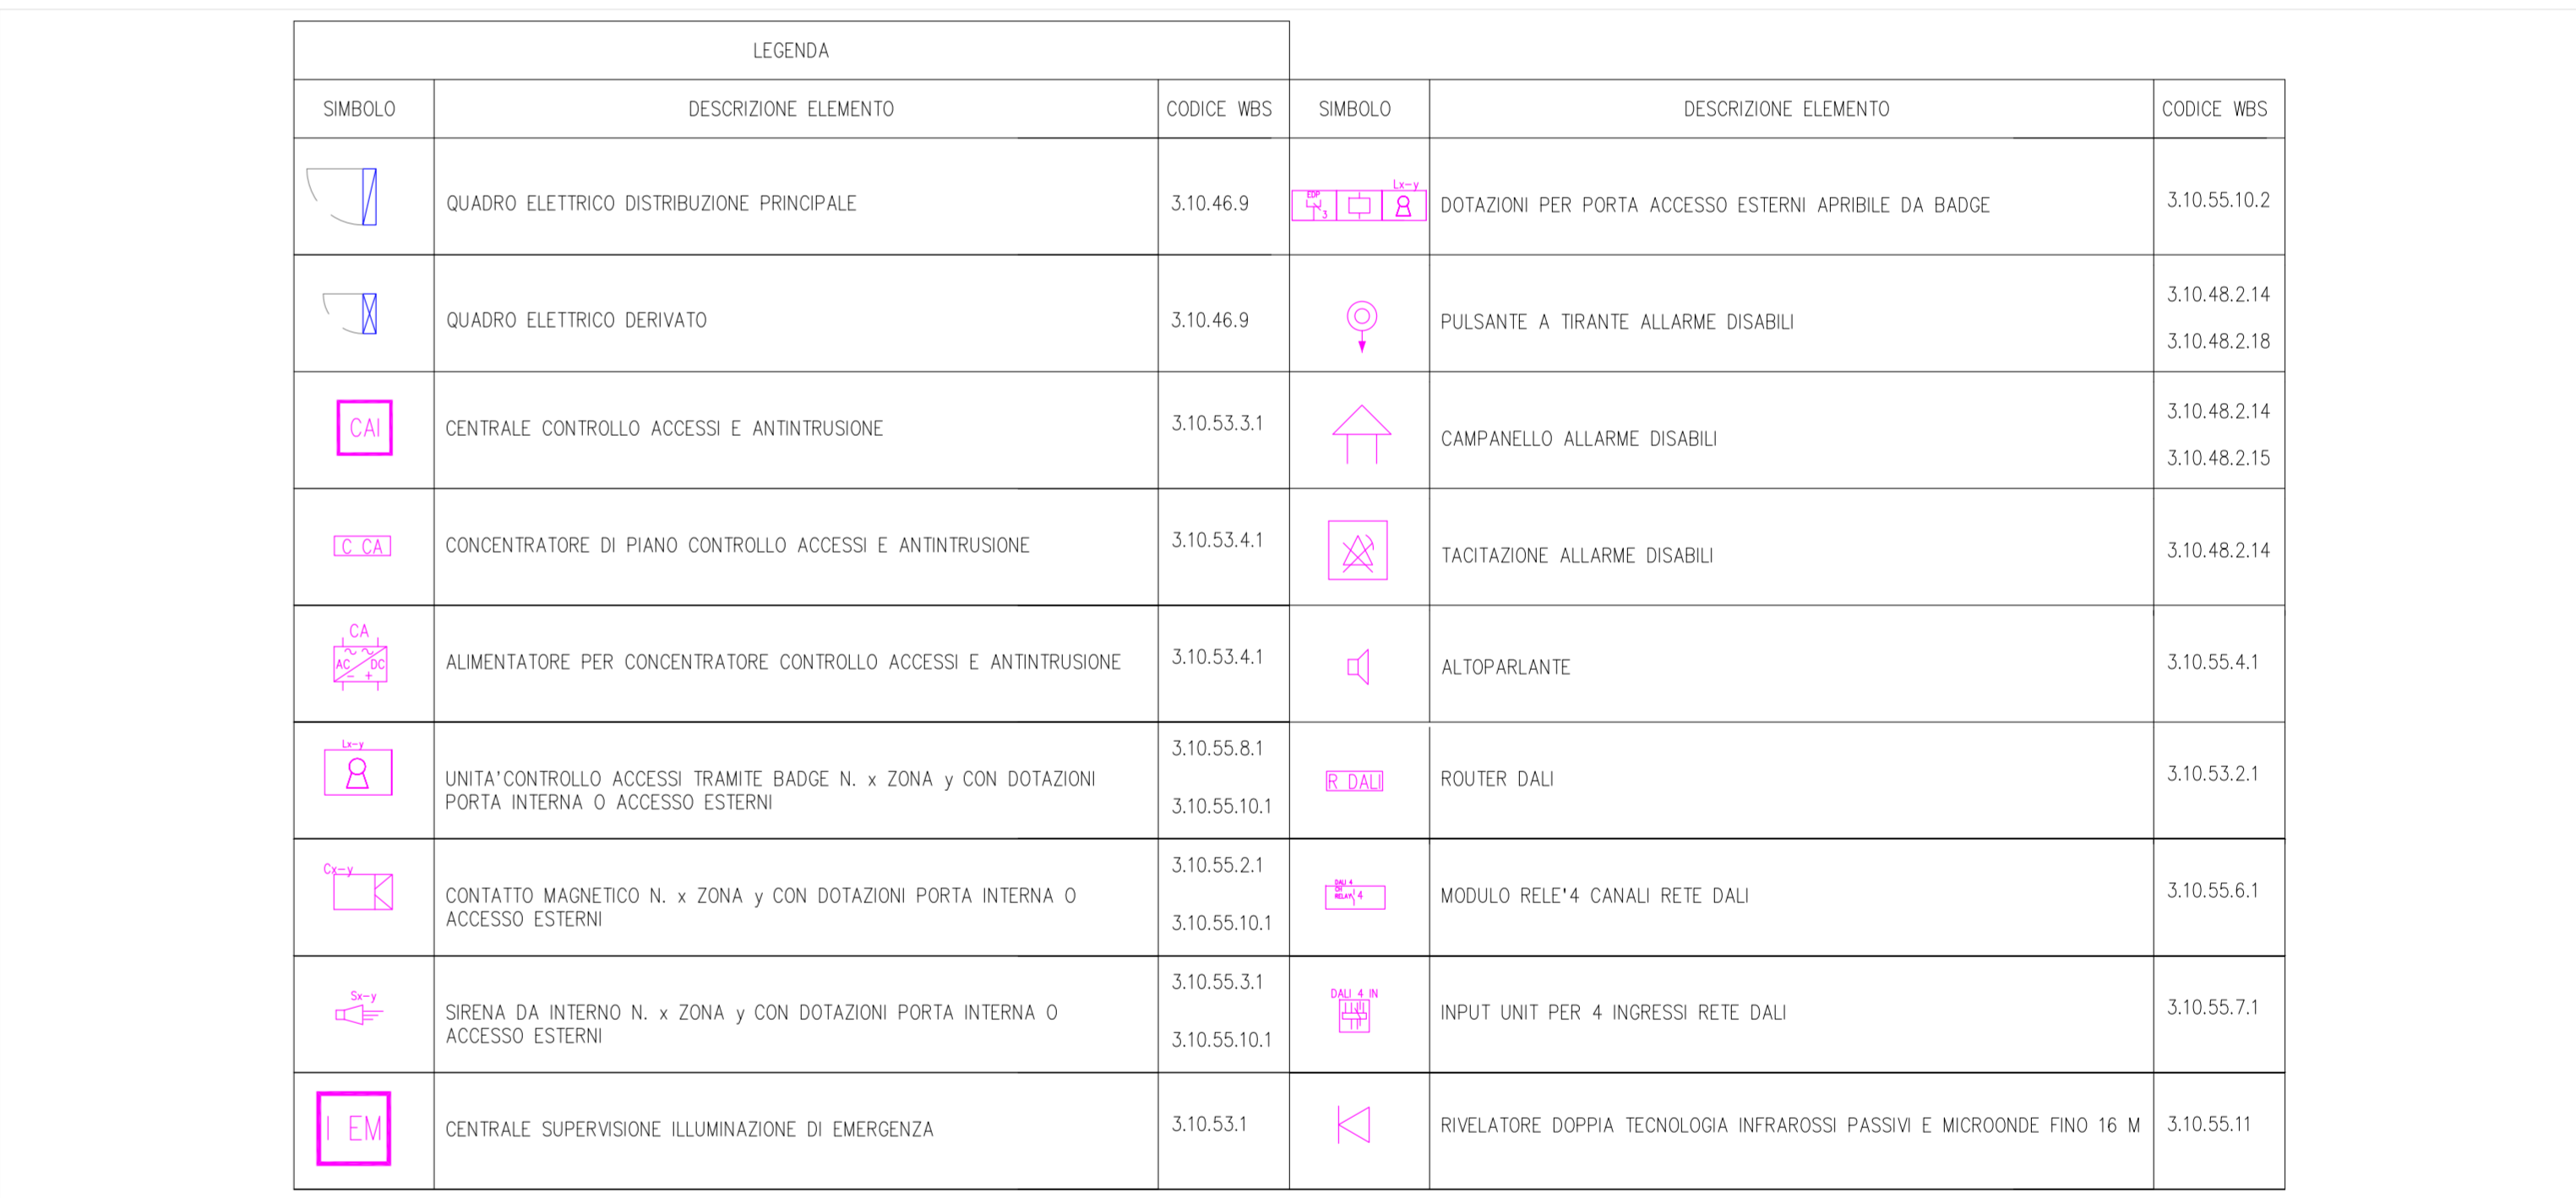 LEGENDA
SIMBOLO DESCRIZIONE ELEMENTO CODICE WBS SIMBOLO DESCRIZIONE ELEMENTO CODICE WBS
QUADRO ELETTRICO DISTRIBUZIONE PRINCIPALE 3.10.46.9
EDP 3 Lx-y DOTAZIONI PER PORTA ACCESSO ESTERNI APRIBILE DA BADGE 3.10.55.10.2
QUADRO ELETTRICO DERIVATO 3.10.46.9
PULSANTE A TIRANTE ALLARME DISABILI 3.10.48.2.14
3.10.48.2.18
CAI CENTRALE CONTROLLO ACCESSI E ANTINTRUSIONE 3.10.53.3.1
CAMPANELLO ALLARME DISABILI 3.10.48.2.14
3.10.48.2.15
C CA CONCENTRATORE DI PIANO CONTROLLO ACCESSI E ANTINTRUSIONE 3.10.53.4.1
TACITAZIONE ALLARME DISABILI 3.10.48.2.14
CA
AC DC
- +
ALIMENTATORE PER CONCENTRATORE CONTROLLO ACCESSI E ANTINTRUSIONE 3.10.53.4.1
ALTOPARLANTE 3.10.55.4.1
Lx-y
UNITA'CONTROLLO ACCESSI TRAMITE BADGE N. x ZONA y CON DOTAZIONI
PORTA INTERNA O ACCESSO ESTERNI
3.10.55.8.1
3.10.55.10.1
R DALI ROUTER DALI 3.10.53.2.1
Cx-y
CONTATTO MAGNETICO N. x ZONA y CON DOTAZIONI PORTA INTERNA O
ACCESSO ESTERNI
3.10.55.2.1
3.10.55.10.1
DALI 4
CH
RELAY 4
MODULO RELE'4 CANALI RETE DALI 3.10.55.6.1
Sx-y
SIRENA DA INTERNO N. x ZONA y CON DOTAZIONI PORTA INTERNA O
ACCESSO ESTERNI
3.10.55.3.1
3.10.55.10.1
DALI 4 IN
INPUT UNIT PER 4 INGRESSI RETE DALI 3.10.55.7.1
I EM CENTRALE SUPERVISIONE ILLUMINAZIONE DI EMERGENZA 3.10.53.1
RIVELATORE DOPPIA TECNOLOGIA INFRAROSSI PASSIVI E MICROONDE FINO 16 M 3.10.55.11